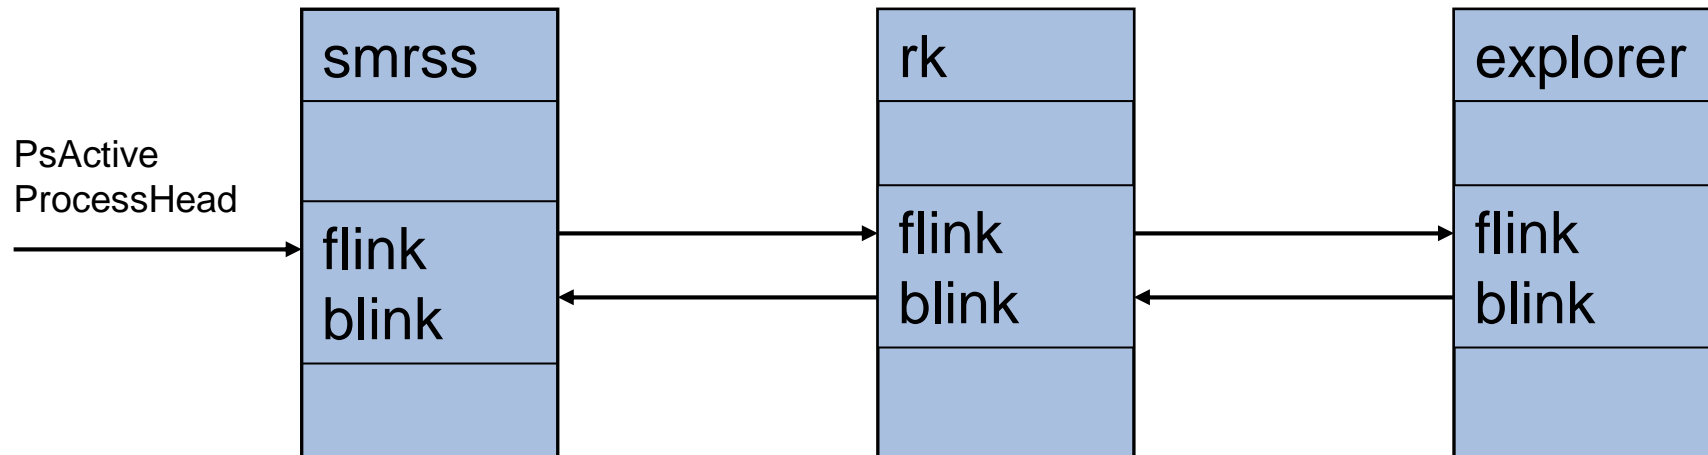 smrss
rk
explorer
PsActive
ProcessHead
flink
blink
flink
blink
flink
blink